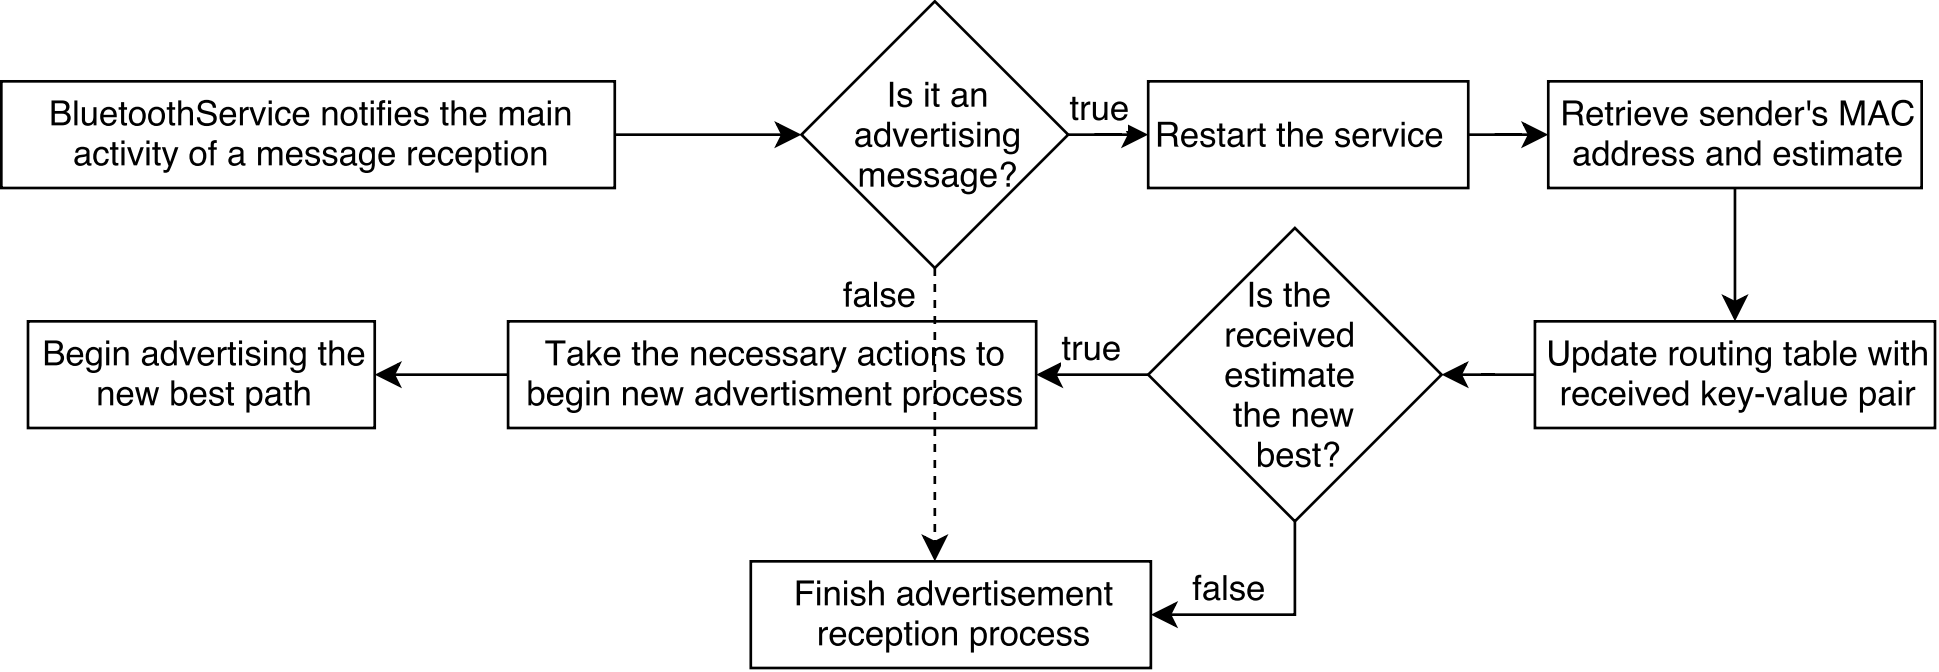 BluetoothService notifies the main
activity of a message reception
Is it an
advertising
message?
true
Restart the service
Retrieve sender's MAC
address and estimate
false
Begin advertising the
new best path
Take the necessary actions to
begin new advertisment process
true
Is the
received
estimate
the new
best?
Update routing table with
received key-value pair
Finish advertisement
reception process
false